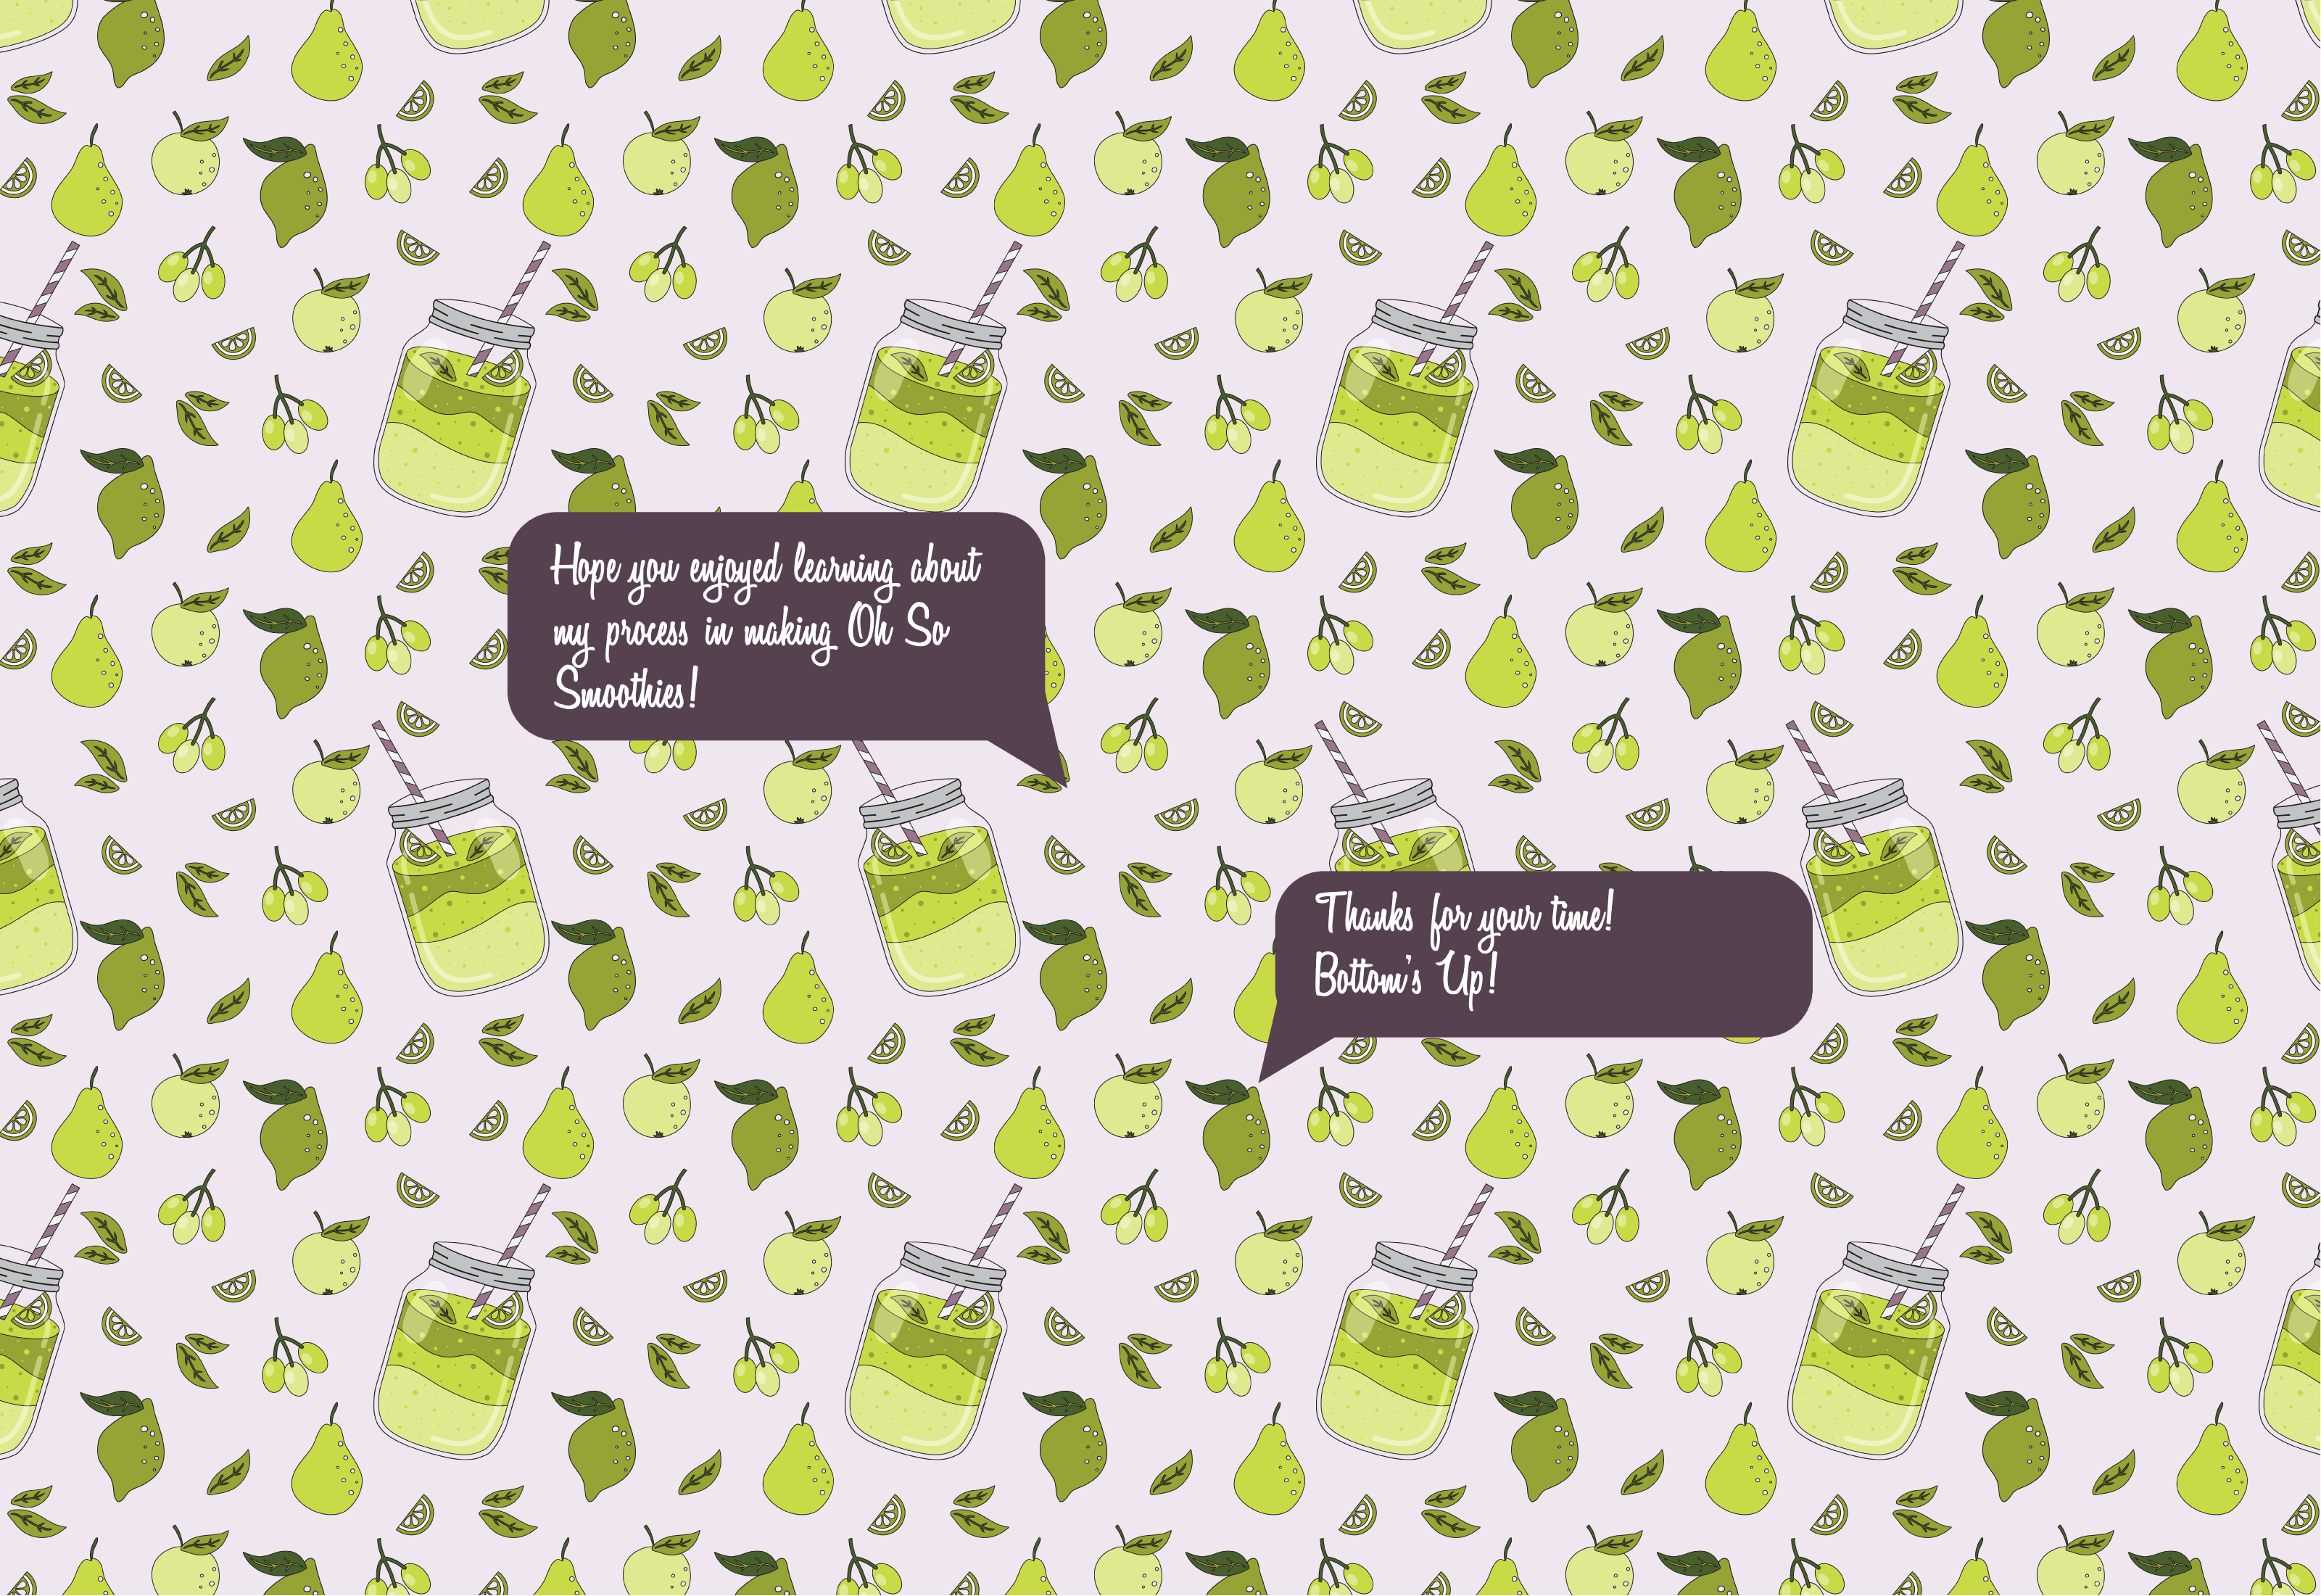 Hope you enjoyed learning about
my process in making Oh So
Smoothies!
Thanks for your time!
Bottom's Up!